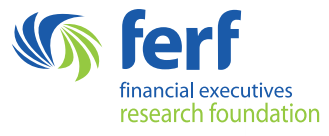 ferf
financial executives
research foundation